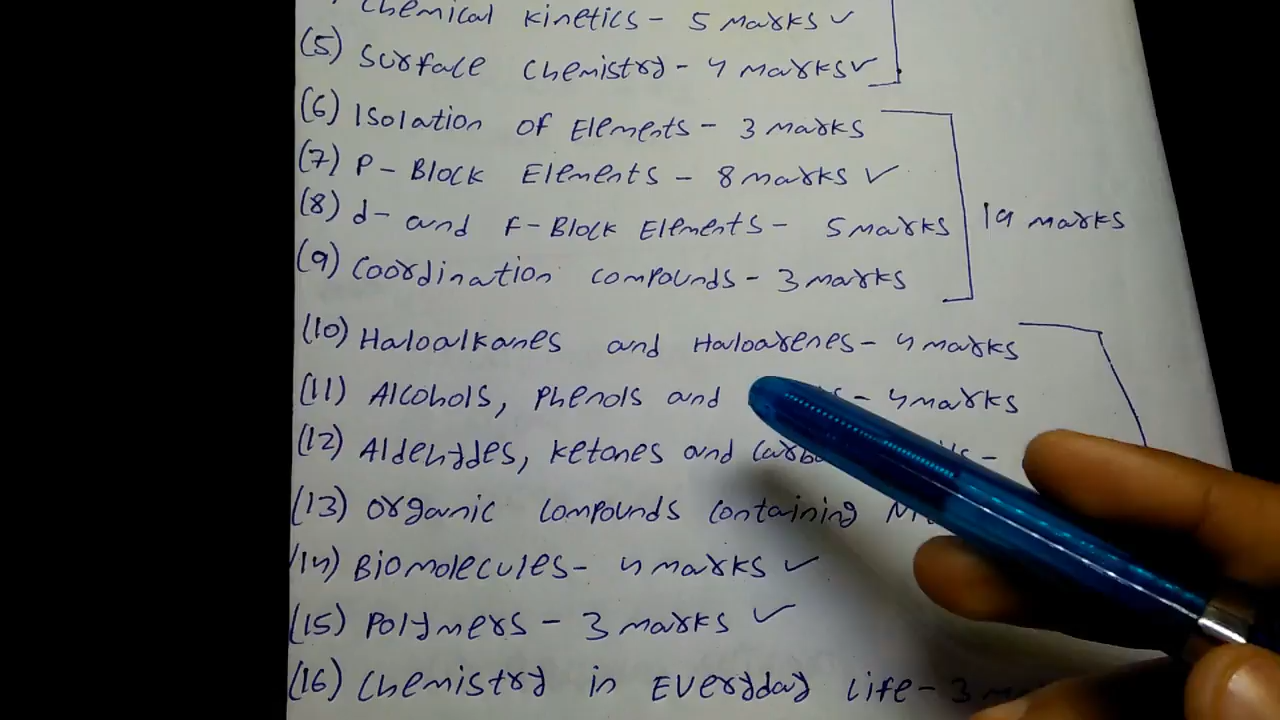 Chemical kinetics - 5 marks ✓
(5) Surface Chemistry - 4 marks ✓
(6) Isolation of Elements - 3 marks
(7) P-Block Elements - 8 marks ✓
(8) d- and F-Block Elements - 5 marks
19 marks
(9) Coordination compounds - 3 marks
(10) Haloalkanes and Haloarenes - 4 marks
(11) Alcohols, Phenols and - 4 marks
(12) Aldehydes, Ketones and -
(13) Organic compounds containing
(14) Biomolecules - 4 marks ✓
(15) Polymers - 3 marks ✓
(16) Chemistry in Everyday Life - 3